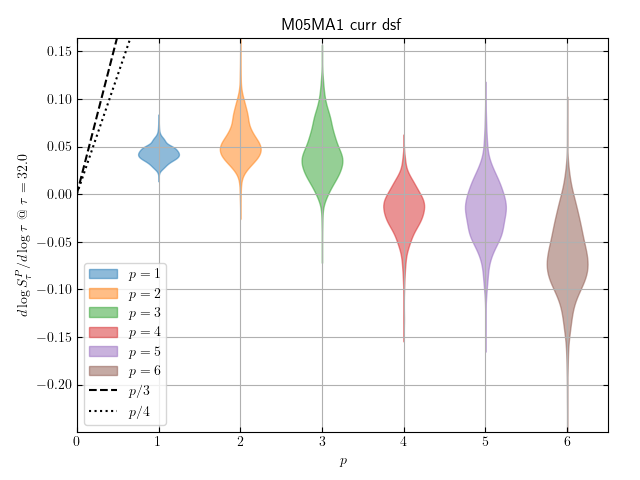 M05MA1 curr dsf
d log S_τ^P / d log τ @ τ = 32.0
0.15
0.10
0.05
0.00
−0.05
−0.10
−0.15
−0.20
p = 1
p = 2
p = 3
p = 4
p = 5
p = 6
p/3
p/4
0 1 2 3 4 5 6
p